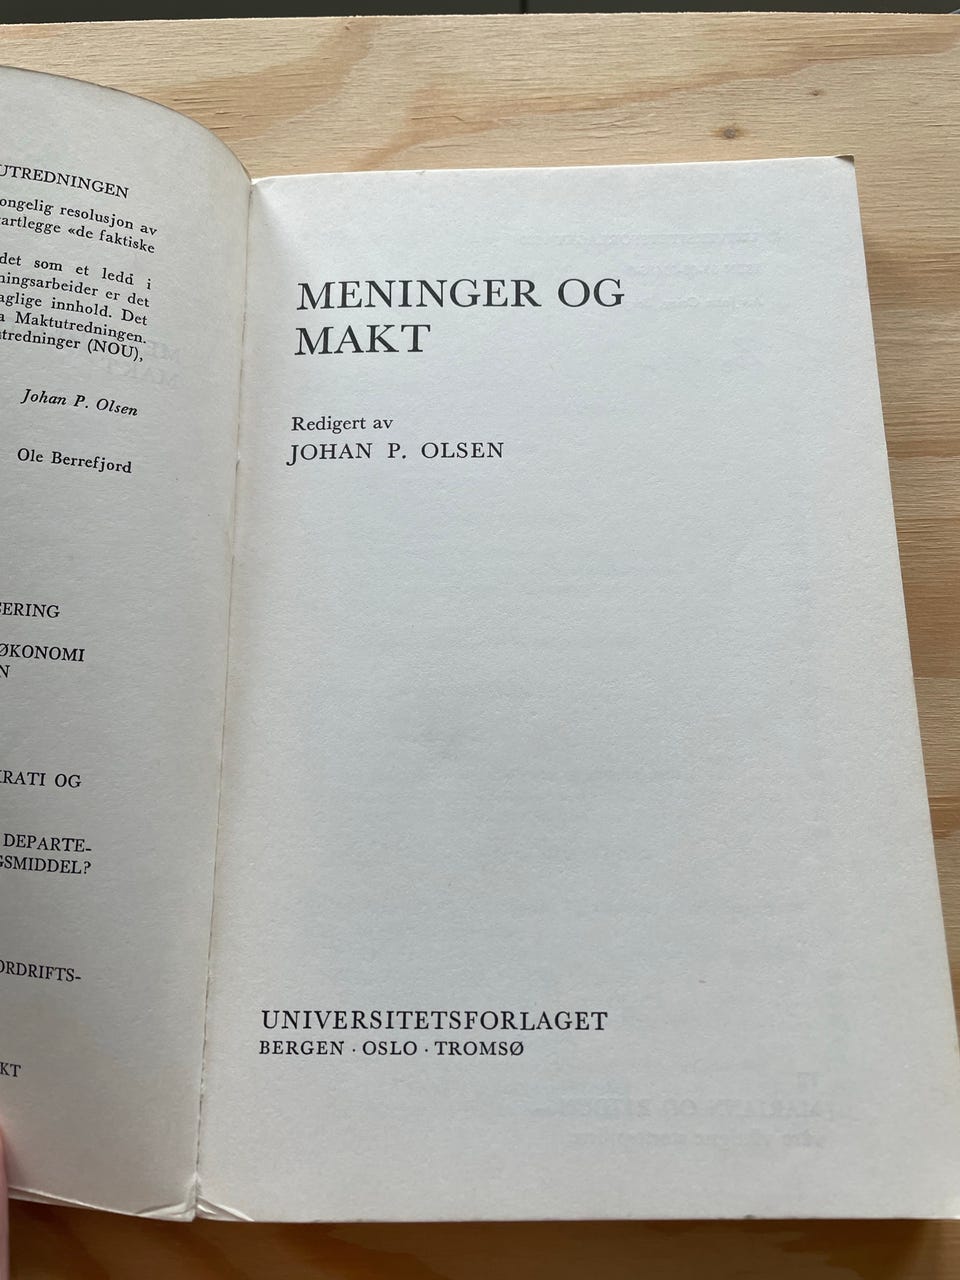 UTREDNINGEN
ongelig resolusjon av
artlegge «de faktiske
det som et ledd i
ningsarbeider er det
aglige innhold. Det
a Maktutredningen.
tredninger (NOU),
Johan P. Olsen
Ole Berrefjord
SERING
ØKONOMI
N
RATI OG
DEPARTE-
GSMIDDEL?
ORDRIFTS-
KT
MENINGER OG
MAKT
Redigert av
JOHAN P. OLSEN
UNIVERSITETSFORLAGET
BERGEN · OSLO · TROMSØ